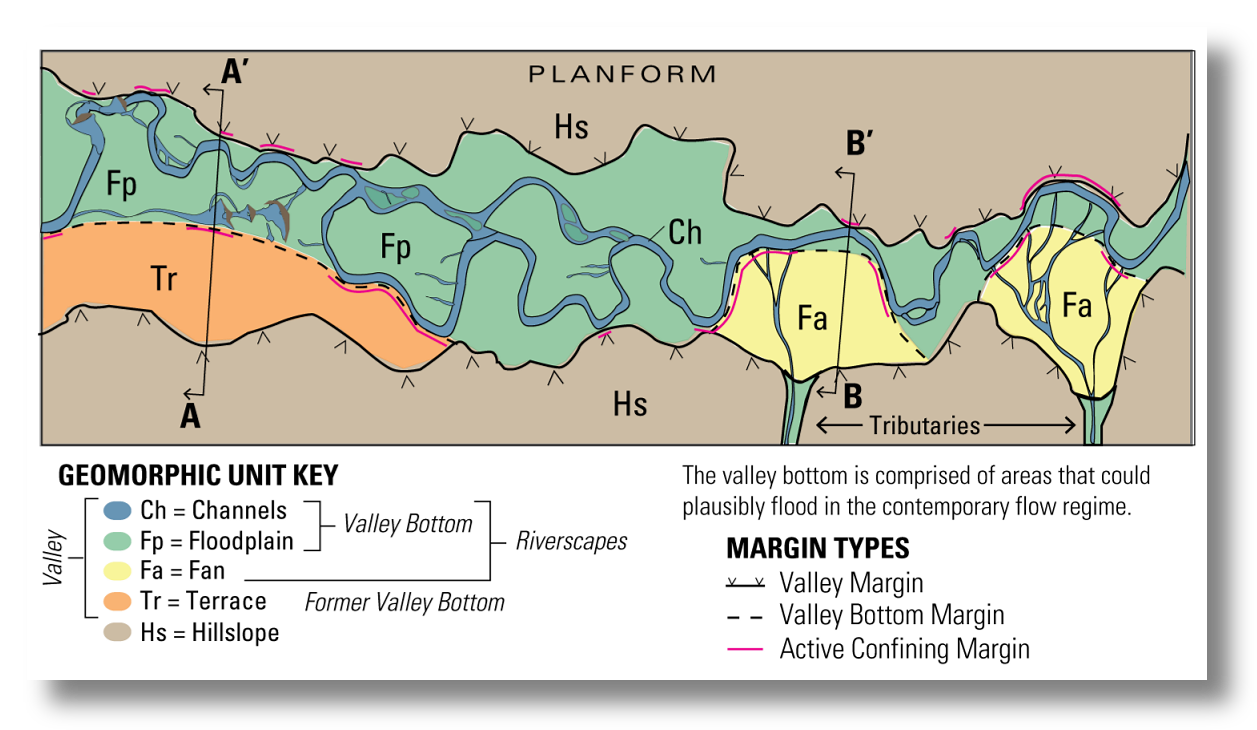 PLANFORM
A'
Hs
B'
Fp
Fp
Ch
Tr
Fa
Fa
A
Hs
B
Tributaries
GEOMORPHIC UNIT KEY
Valley
Ch = Channels
Fp = Floodplain
Valley Bottom
Riverscapes
Fa = Fan
Tr = Terrace
Former Valley Bottom
Hs = Hillslope
The valley bottom is comprised of areas that could
plausibly flood in the contemporary flow regime.
MARGIN TYPES
Valley Margin
Valley Bottom Margin
Active Confining Margin